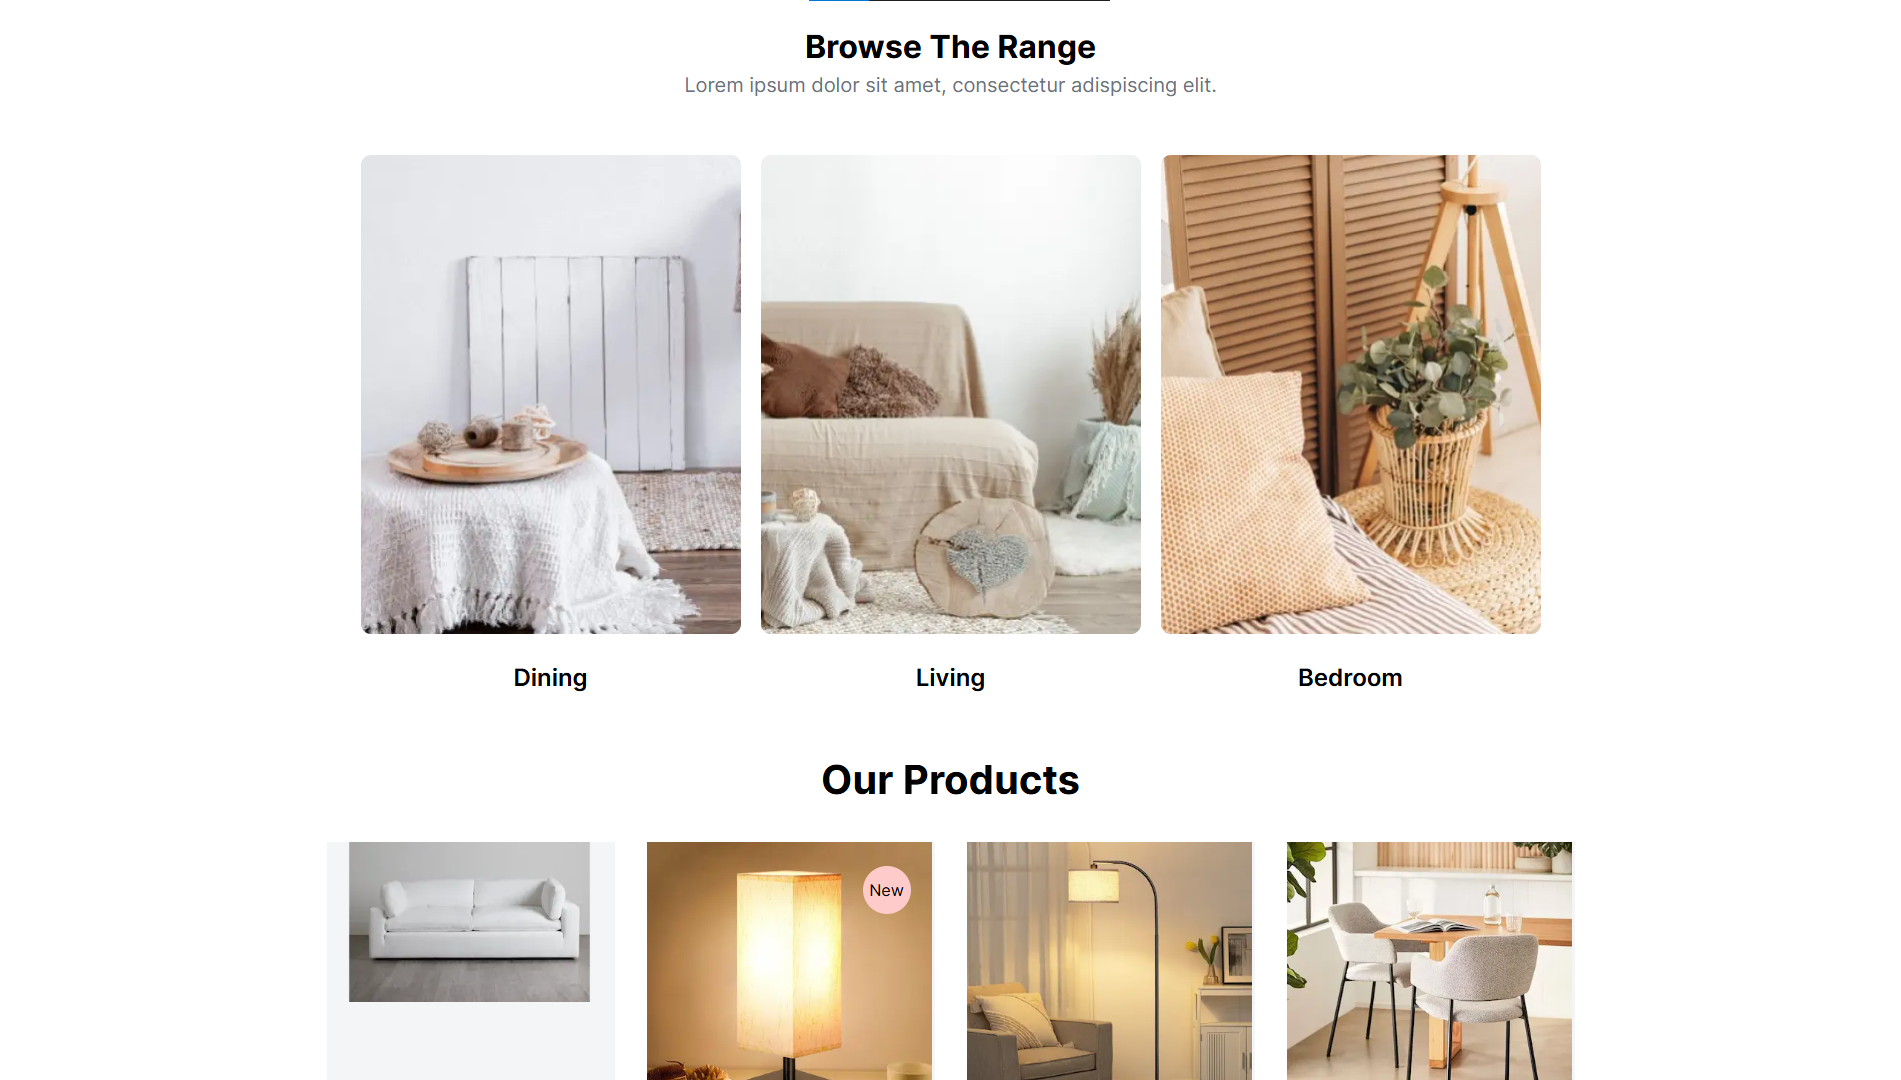 Browse The Range
Lorem ipsum dolor sit amet, consectetur adispiscing elit.
Dining
Living
Bedroom
Our Products
New